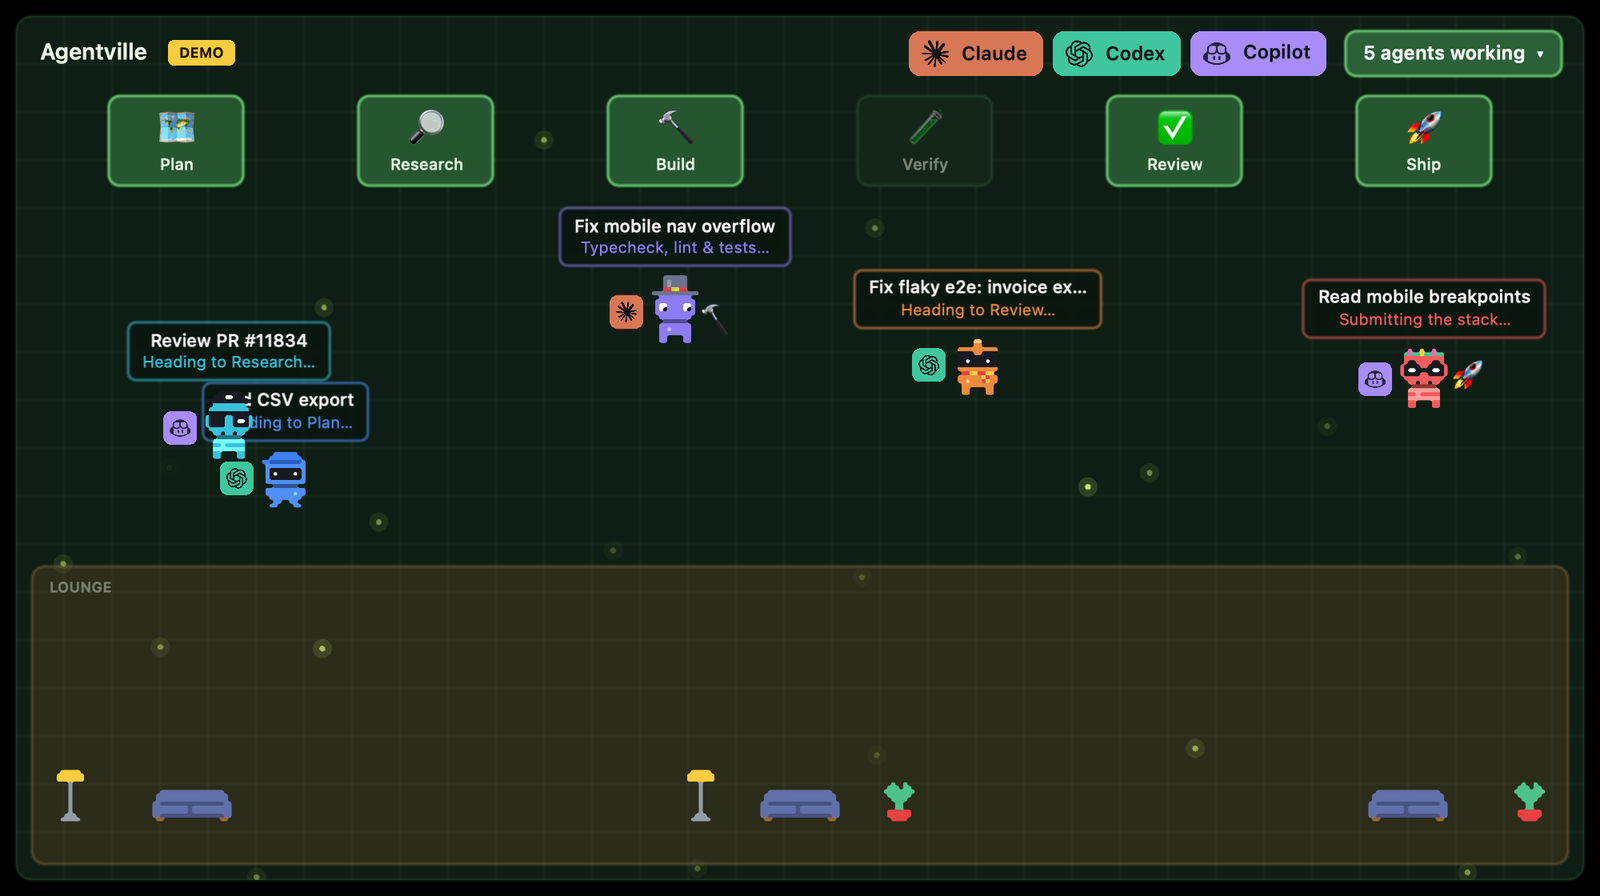 Agentville
DEMO
Claude
Codex
Copilot
5 agents working
Plan
Research
Build
Verify
Review
Ship
Fix mobile nav overflow
Typecheck, lint & tests...
Fix flaky e2e: invoice ex...
Heading to Review...
Read mobile breakpoints
Submitting the stack...
Review PR #11834
Heading to Research...
CSV export
to Plan...
LOUNGE